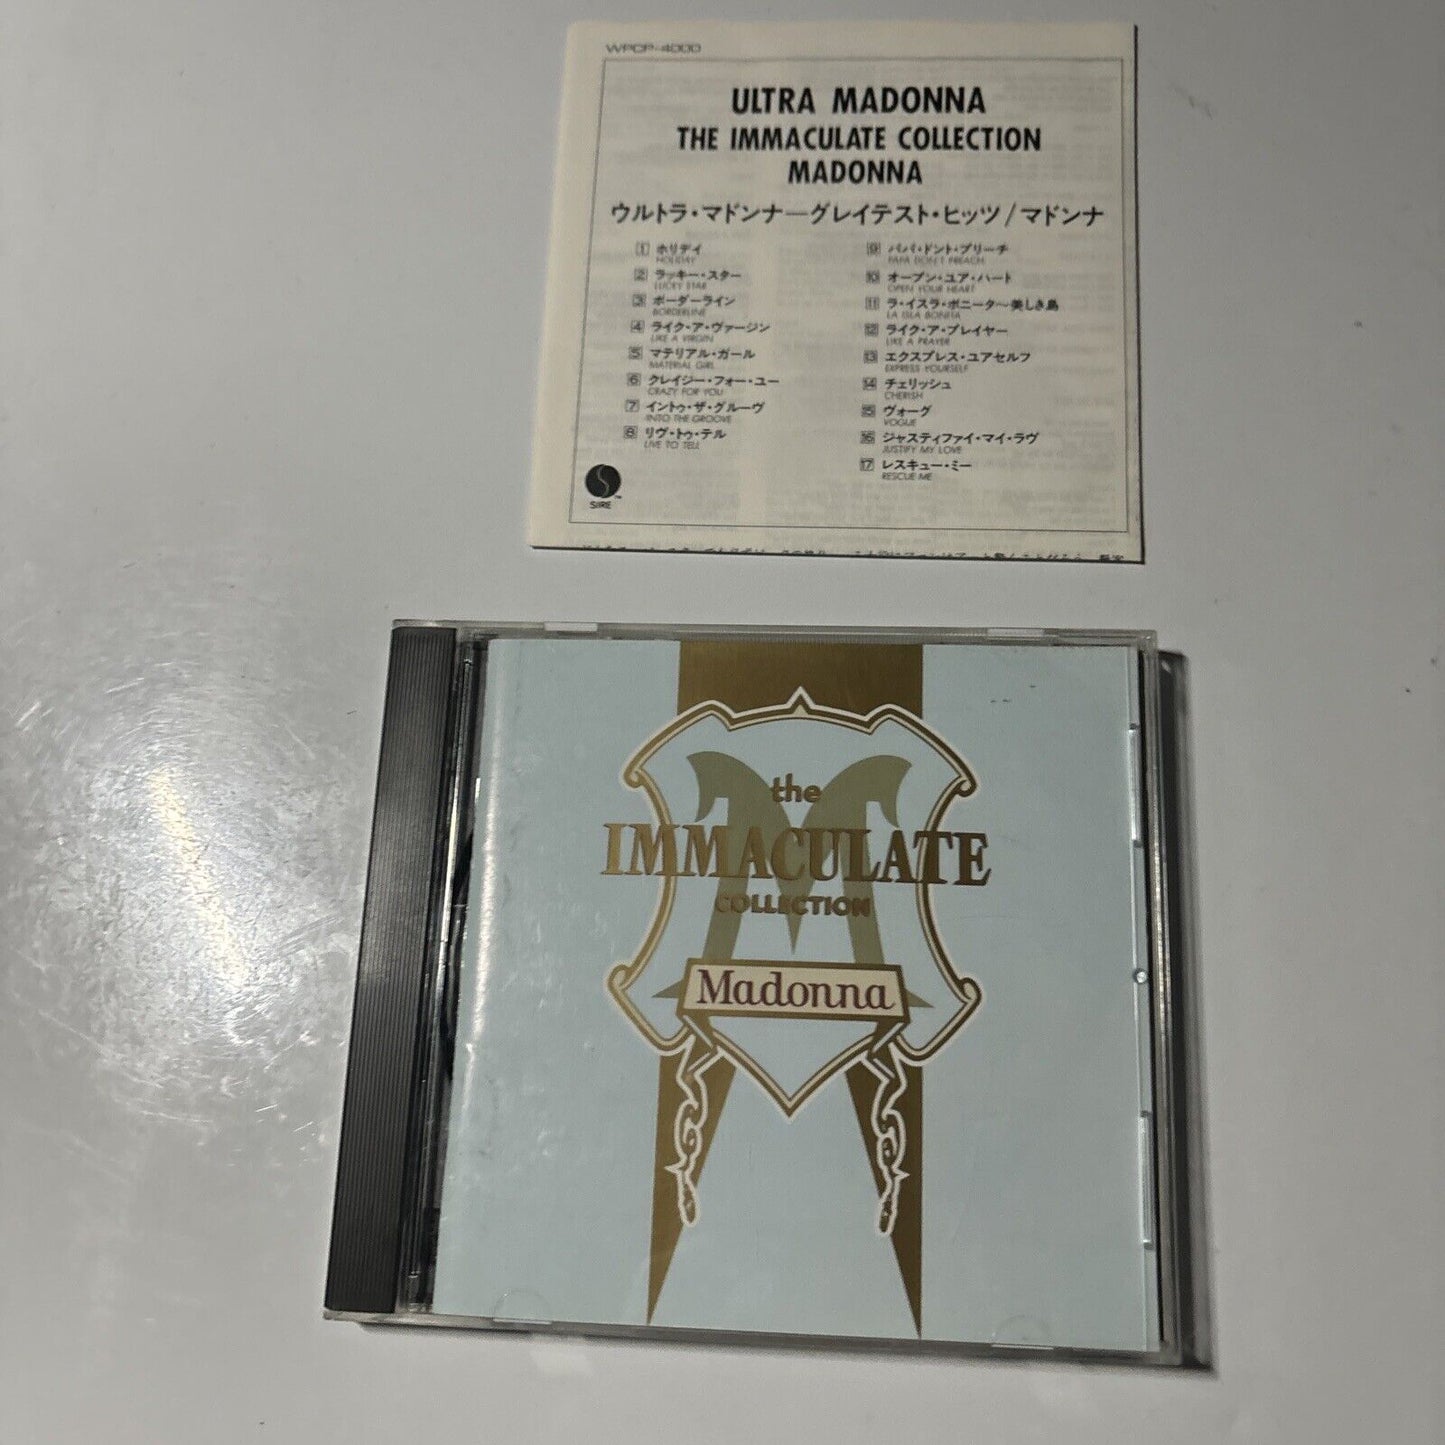 WPCP-4000
ULTRA MADONNA
THE IMMACULATE COLLECTION
MADONNA
ウルトラ・マドンナ—グレイテスト・ヒッツ/マドンナ
1 ホリデイ
HOLIDAY
2 ラッキー・スター
LUCKY STAR
3 ボーダーライン
BORDERLINE
4 ライク・ア・ヴァージン
LIKE A VIRGIN
5 マテリアル・ガール
MATERIAL GIRL
6 クレイジー・フォー・ユー
CRAZY FOR YOU
7 イントゥ・ザ・グルーヴ
INTO THE GROOVE
8 リヴ・トゥ・テル
LIVE TO TELL
9 パパ・ドント・プリーチ
PAPA DON'T PREACH
10 オープン・ユア・ハート
OPEN YOUR HEART
11 ラ・イスラ・ボニータ~美しき島
LA ISLA BONITA
12 ライク・ア・プレイヤー
LIKE A PRAYER
13 エクスプレス・ユアセルフ
EXPRESS YOURSELF
14 チェリッシュ
CHERISH
15 ヴォーグ
VOGUE
16 ジャスティファイ・マイ・ラヴ
JUSTIFY MY LOVE
17 レスキュー・ミー
RESCUE ME
SIRE
the
IMMACULATE
COLLECTION
Madonna